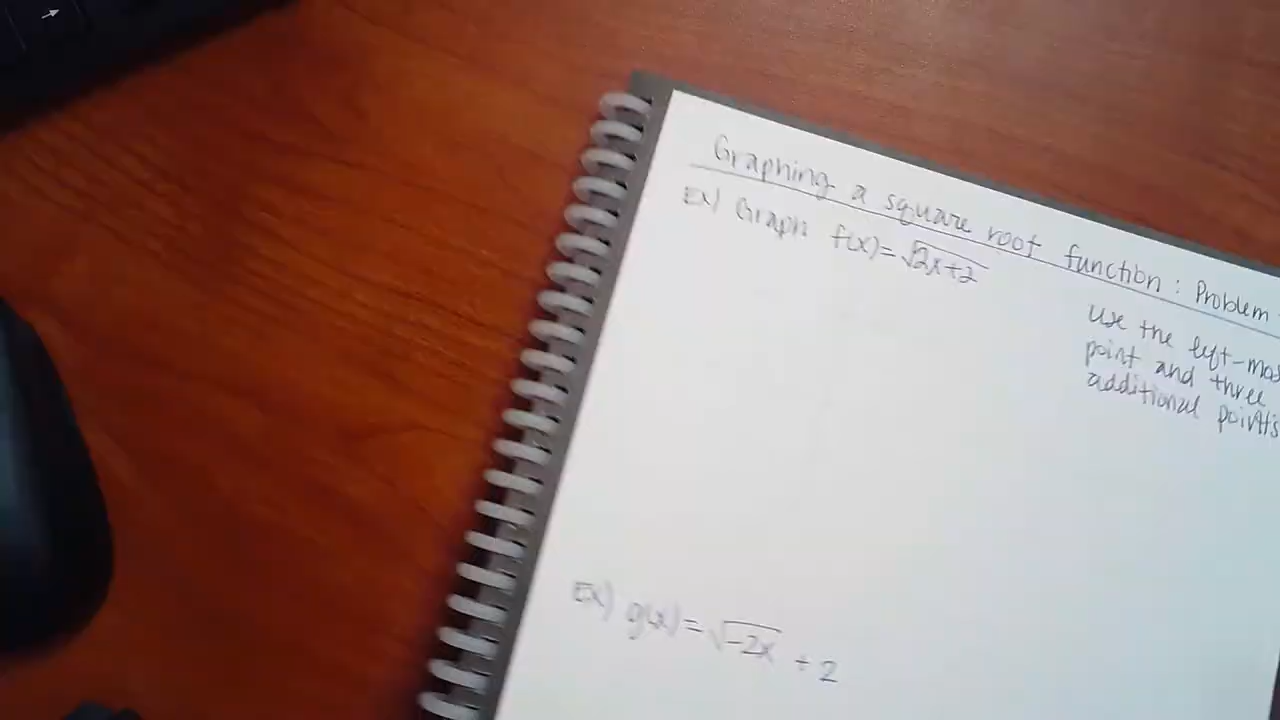 Graphing a square root function: Problem
Ex) Graph f(x) = √2x+2
Use the left-mos
point and three
additional points
Ex) g(x) = √-2x + 2